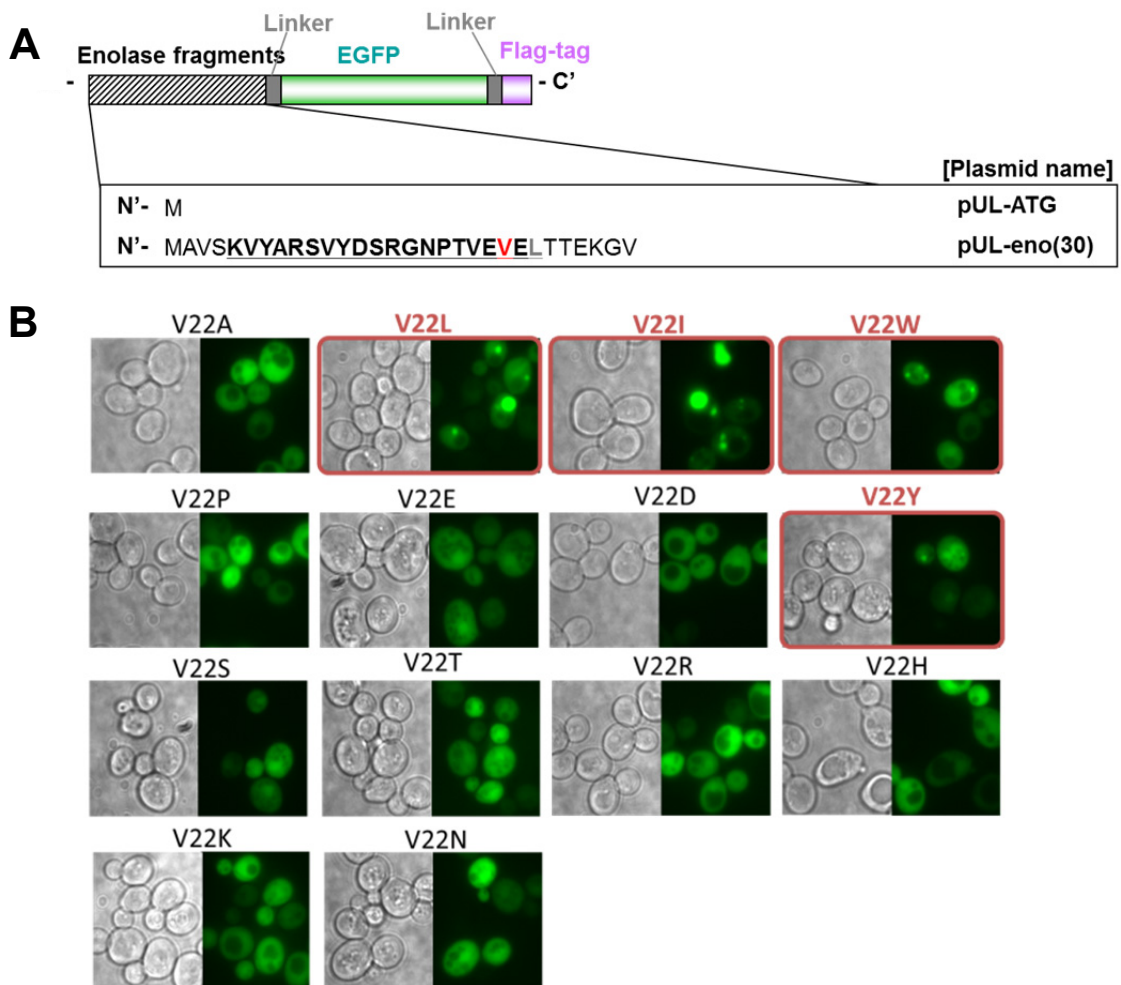 A
Linker Linker
Enolase fragments EGFP Flag-tag
- - C’
[Plasmid name]
N’- M pUL-ATG
N’- MAVSKVYARSVYDSRGNPTVEVELTTEKGV pUL-eno(30)
B
V22A V22L V22I V22W
V22P V22E V22D V22Y
V22S V22T V22R V22H
V22K V22N